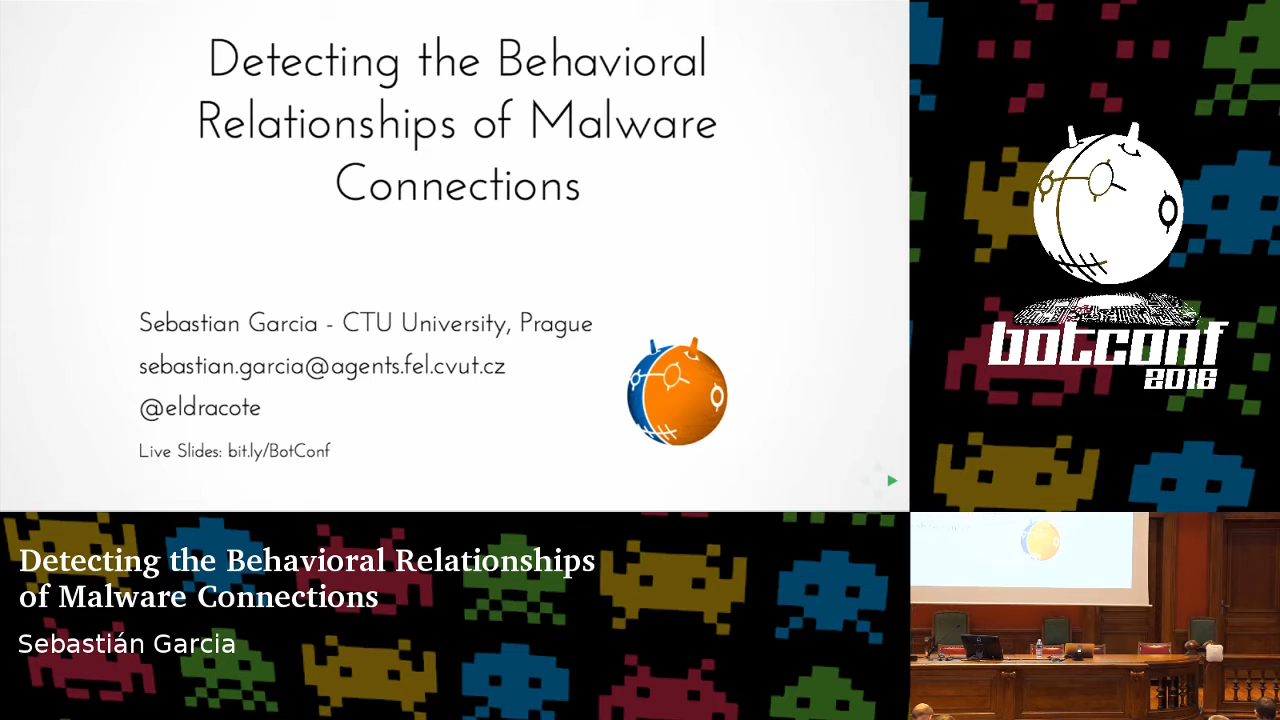 Detecting the Behavioral
Relationships of Malware
Connections
Sebastian Garcia - CTU University, Prague
sebastian.garcia@agents.fel.cvut.cz
@eldracote
Live Slides: bit.ly/BotConf
botconf
2016
Detecting the Behavioral Relationships
of Malware Connections
Sebastián Garcia